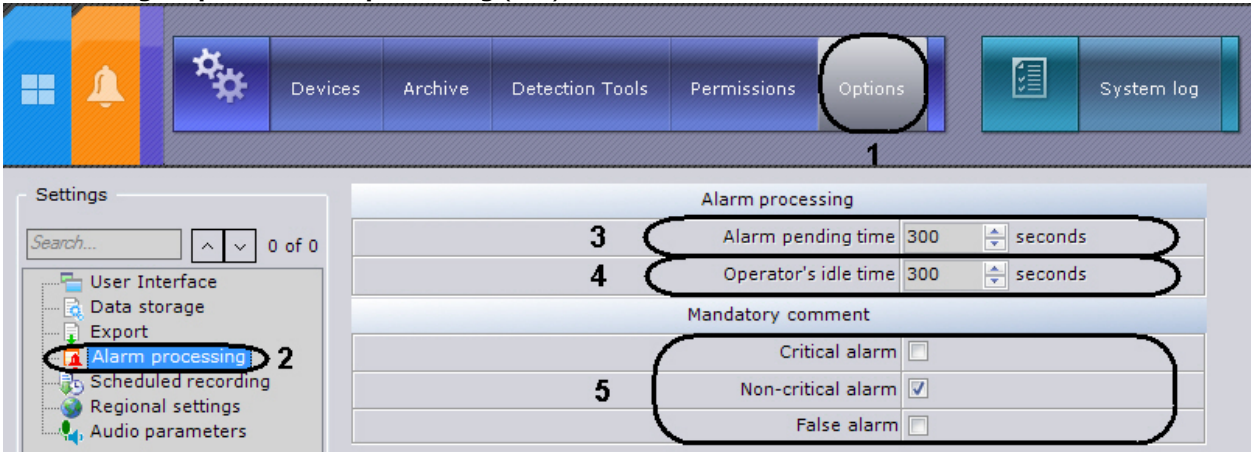 Devices Archive Detection Tools Permissions Options System log
1
Settings
Search... 0 of 0
User Interface
Data storage
Export
Alarm processing 2
Scheduled recording
Regional settings
Audio parameters
Alarm processing
3 Alarm pending time 300 seconds
4 Operator's idle time 300 seconds
Mandatory comment
Critical alarm
5 Non-critical alarm
False alarm